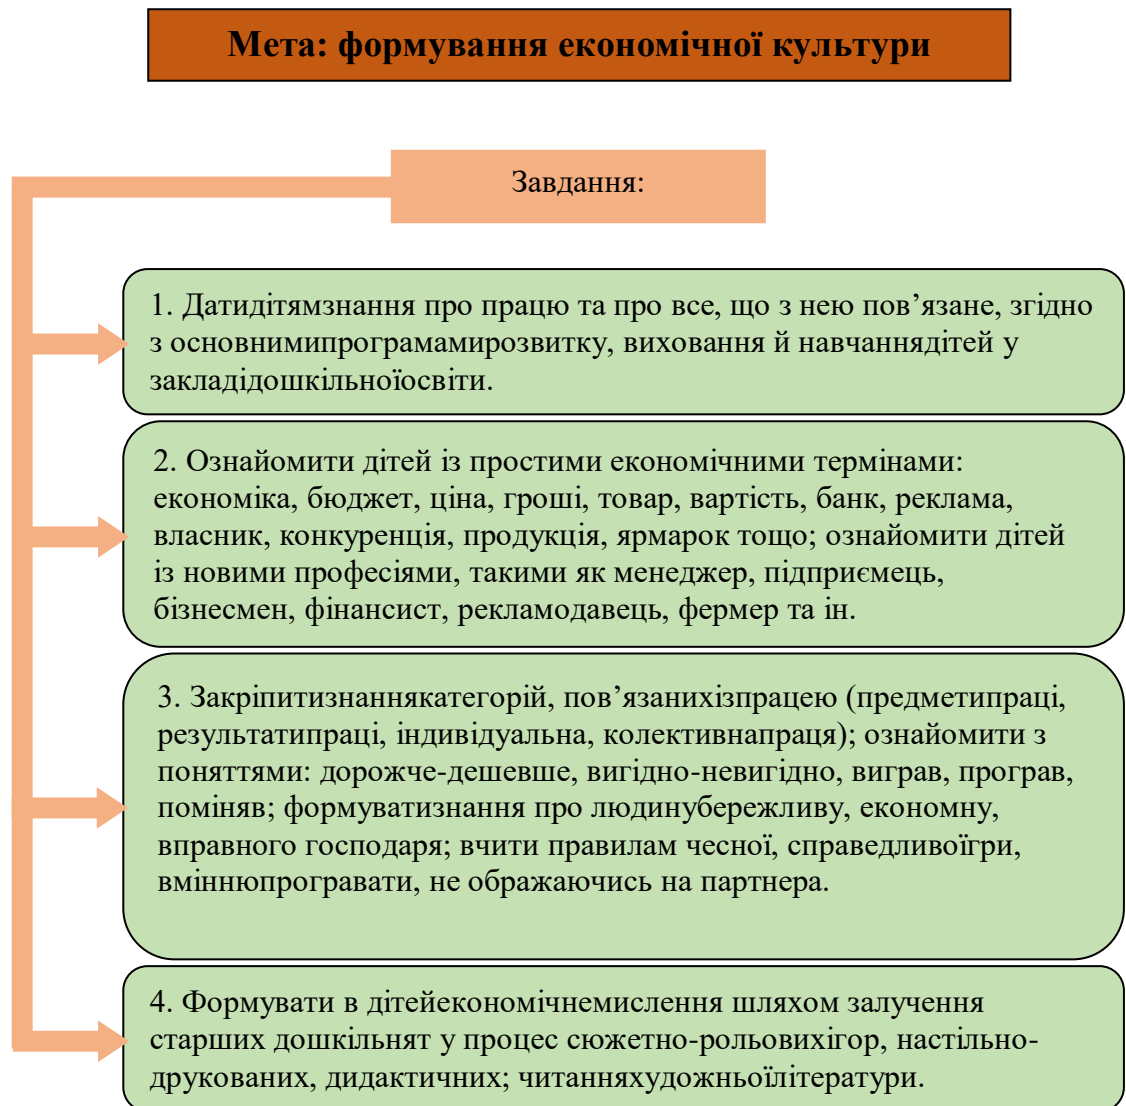 Мета: формування економічної культури
Завдання:
1. Датидітямзнання про працю та про все, що з нею пов’язане, згідно
з основнимипрограмамирозвитку, виховання й навчаннядітей у
закладідошкільноїосвіти.
2. Ознайомити дітей із простими економічними термінами:
економіка, бюджет, ціна, гроші, товар, вартість, банк, реклама,
власник, конкуренція, продукція, ярмарок тощо; ознайомити дітей
із новими професіями, такими як менеджер, підприємець,
бізнесмен, фінансист, рекламодавець, фермер та ін.
3. Закріпитизнаннякатегорій, пов’язанихізпрацею (предметипраці,
результатипраці, індивідуальна, колективнапраця); ознайомити з
поняттями: дорожче-дешевше, вигідно-невигідно, виграв, програв,
поміняв; формуватизнання про людинубережливу, економну,
вправного господаря; вчити правилам чесної, справедливоїгри,
вміннюпрогравати, не ображаючись на партнера.
4. Формувати в дітейекономічнемислення шляхом залучення
старших дошкільнят у процес сюжетно-рольовихігор, настільно-
друкованих, дидактичних; читанняхудожньоїлітератури.